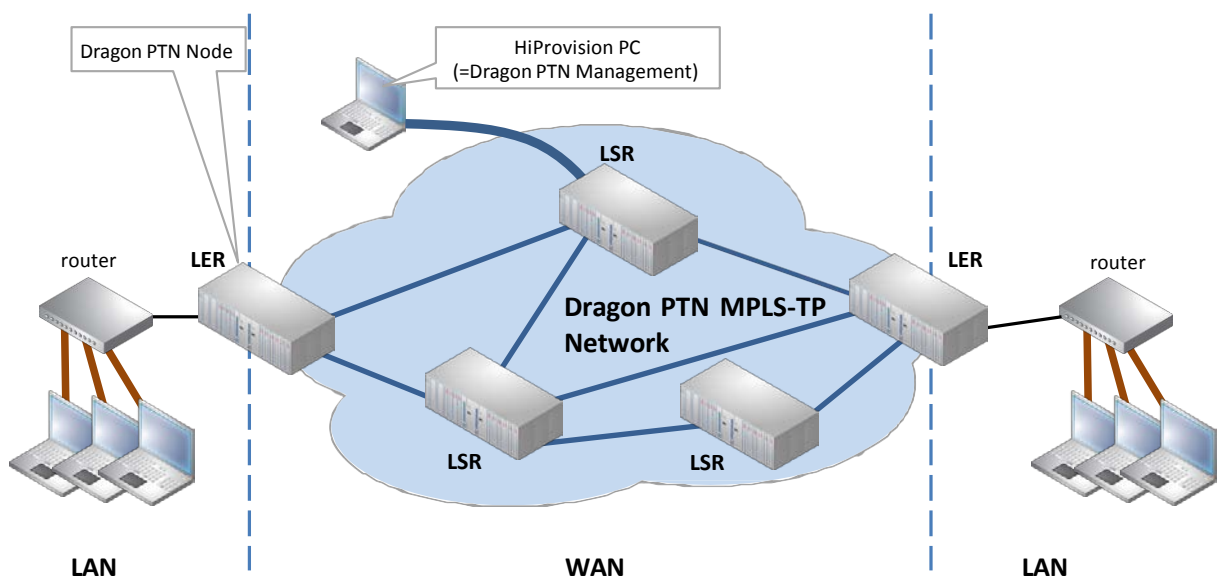 Dragon PTN Node
HiProvision PC
(=Dragon PTN Management)
LSR
router
LER
LER
router
Dragon PTN MPLS-TP
Network
LSR
LSR
LAN
WAN
LAN